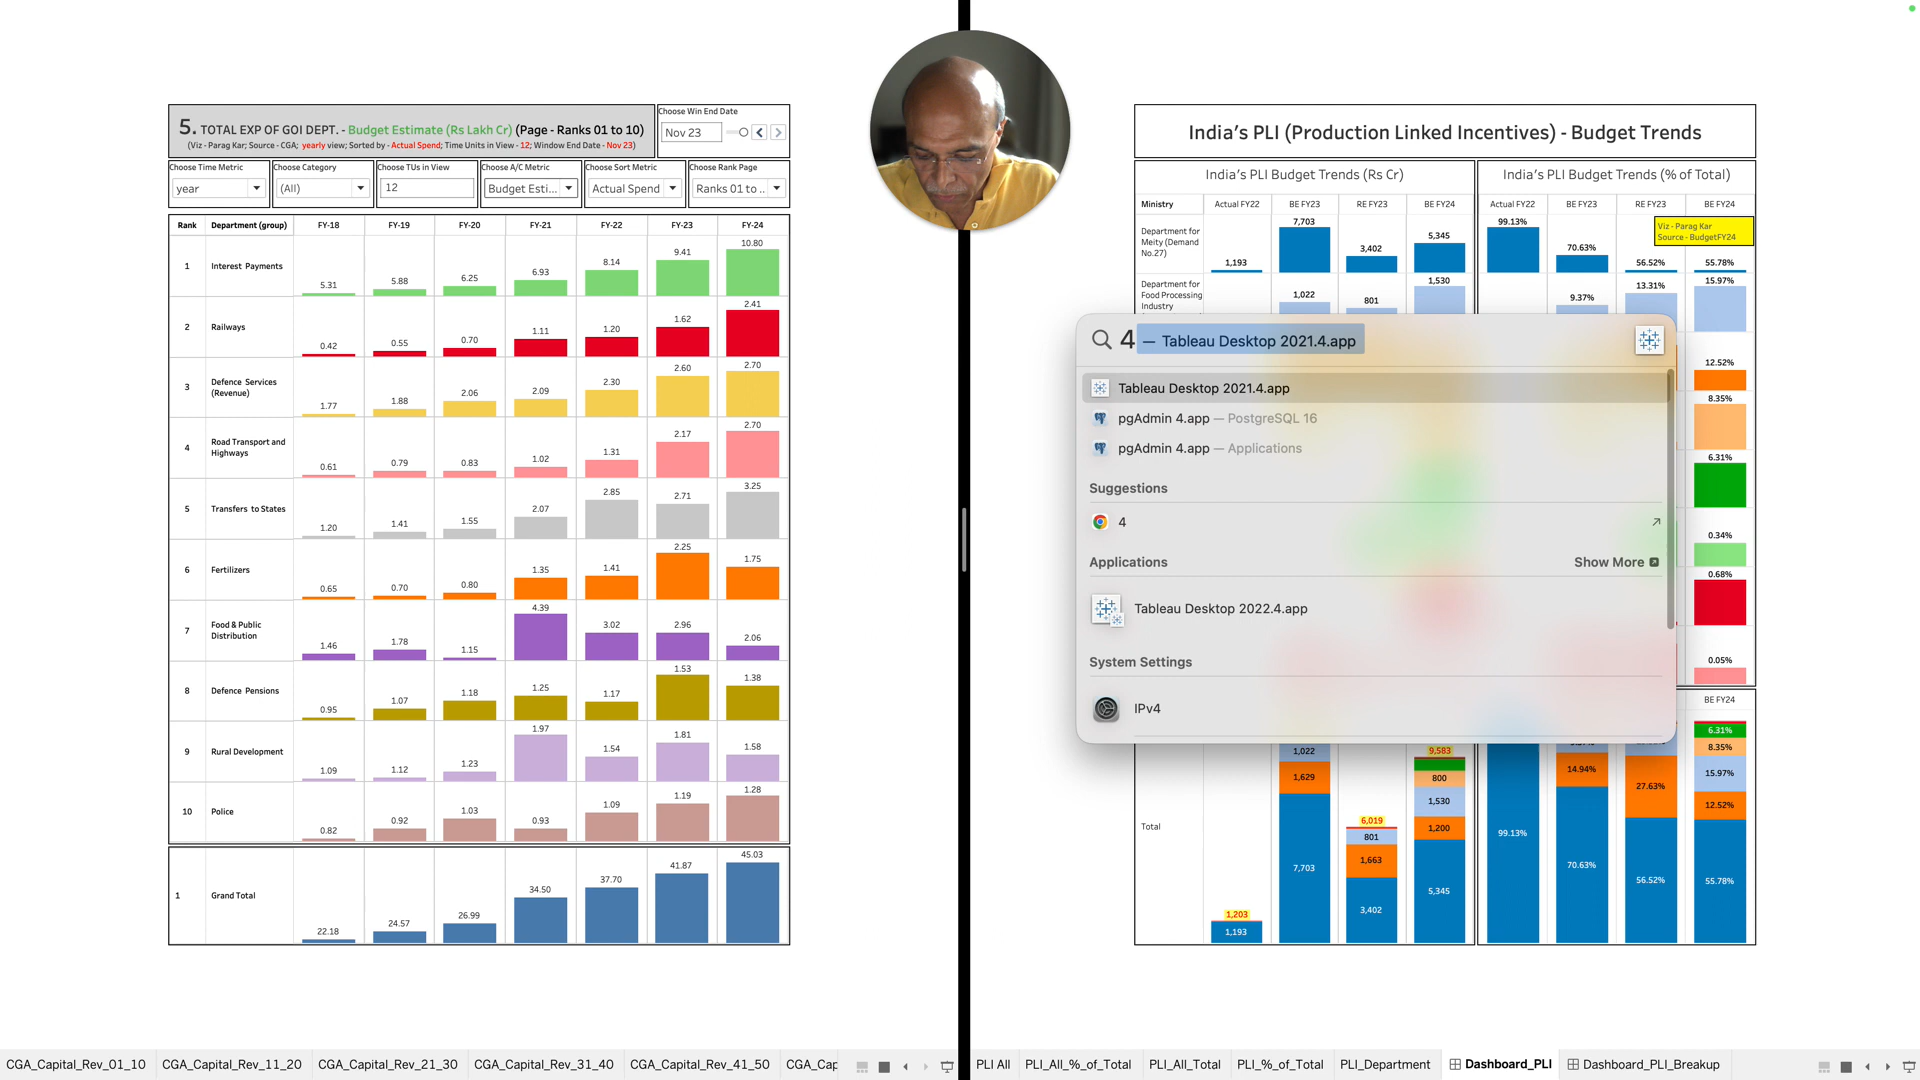 5. TOTAL EXP OF GOI DEPT. - Budget Estimate (Rs Lakh Cr) (Page - Ranks 01 to 10)
(Viz - Parag Kar; Source - CGA; yearly view; Sorted by - Actual Spend; Time Units in View - 12; Window End Date - Nov 23)
Choose Win End Date
Nov 23
Choose Time Metric
year
Choose Category
(All)
Choose TUs in View
12
Choose A/C Metric
Budget Esti...
Choose Sort Metric
Actual Spend
Choose Rank Page
Ranks 01 to ..
Rank Department (group) FY-18 FY-19 FY-20 FY-21 FY-22 FY-23 FY-24
1 Interest Payments 5.31 5.88 6.25 6.93 8.14 9.41 10.80
2 Railways 0.42 0.55 0.70 1.11 1.20 1.62 2.41
3 Defence Services (Revenue) 1.77 1.88 2.06 2.09 2.30 2.60 2.70
4 Road Transport and Highways 0.61 0.79 0.83 1.02 1.31 2.17 2.70
5 Transfers to States 1.20 1.41 1.55 2.07 2.85 2.71 3.25
6 Fertilizers 0.65 0.70 0.80 1.35 1.41 2.25 1.75
7 Food & Public Distribution 1.46 1.78 1.15 4.39 3.02 2.96 2.06
8 Defence Pensions 0.95 1.07 1.18 1.25 1.17 1.53 1.38
9 Rural Development 1.09 1.12 1.23 1.97 1.54 1.81 1.58
10 Police 0.82 0.92 1.03 0.93 1.09 1.19 1.28
1 Grand Total 22.18 24.57 26.99 34.50 37.70 41.87 45.03
CGA_Capital_Rev_01_10 CGA_Capital_Rev_11_20 CGA_Capital_Rev_21_30 CGA_Capital_Rev_31_40 CGA_Capital_Rev_41_50 CGA_Cap
India's PLI (Production Linked Incentives) - Budget Trends
India's PLI Budget Trends (Rs Cr)
India's PLI Budget Trends (% of Total)
Ministry Actual FY22 BE FY23 RE FY23 BE FY24 Actual FY22 BE FY23 RE FY23 BE FY24
Viz - Parag Kar
Source - BudgetFY24
Department for
Meity (Demand
No.27)
1,193 7,703 3,402 5,345 99.13% 70.63% 56.52% 55.78%
Department for
Food Processing
Industry
1,022 801 1,530 9.37% 13.31% 15.97%
4 — Tableau Desktop 2021.4.app
Tableau Desktop 2021.4.app
pgAdmin 4.app — PostgreSQL 16
pgAdmin 4.app — Applications
Suggestions
4
Applications Show More
Tableau Desktop 2022.4.app
System Settings
IPv4
12.52%
8.35%
6.31%
0.34%
0.68%
0.05%
BE FY24
Total
1,203
1,193
1,022
1,629
7,703
6,019
801
1,663
3,402
9,583
800
1,530
1,200
5,345
99.13%
14.94%
70.63%
27.63%
56.52%
6.31%
8.35%
15.97%
12.52%
55.78%
PLI All PLI_All_%_of_Total PLI_All_Total PLI_%_of_Total PLI_Department Dashboard_PLI Dashboard_PLI_Breakup